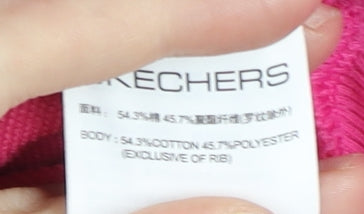 SKECHERS
面料： 54.3%棉 45.7%聚酯纤维(罗纹除外)
BODY : 54.3%COTTON 45.7%POLYESTER
(EXCLUSIVE OF RIB)